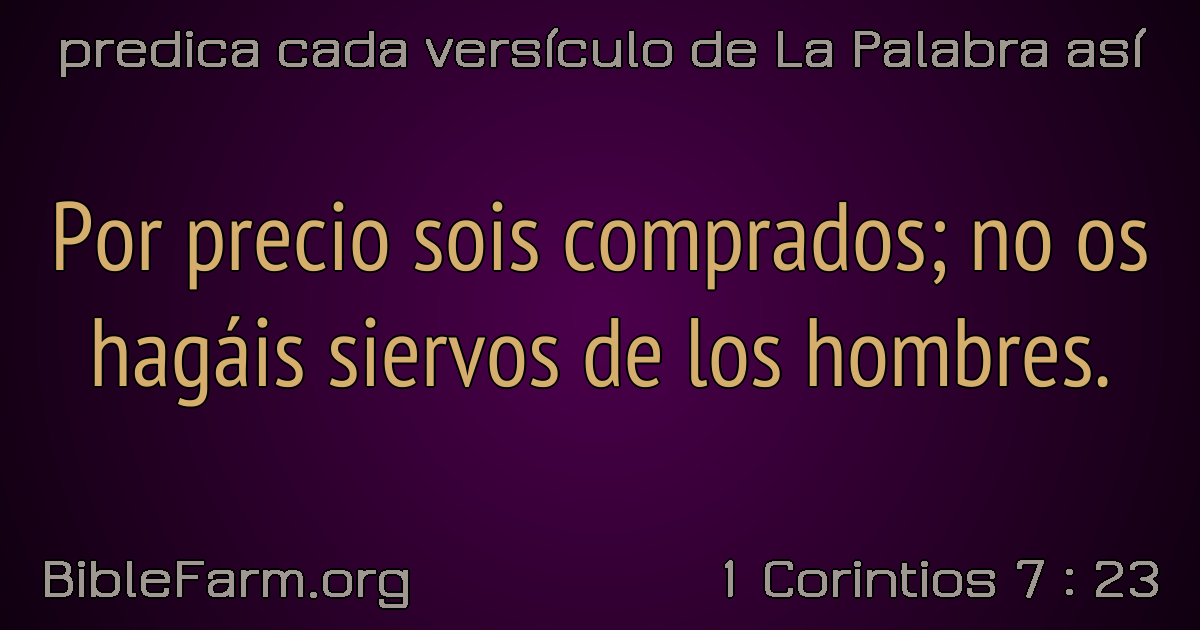 predica cada versículo de La Palabra así
Por precio sois comprados; no os
hagáis siervos de los hombres.
BibleFarm.org
1 Corintios 7 : 23